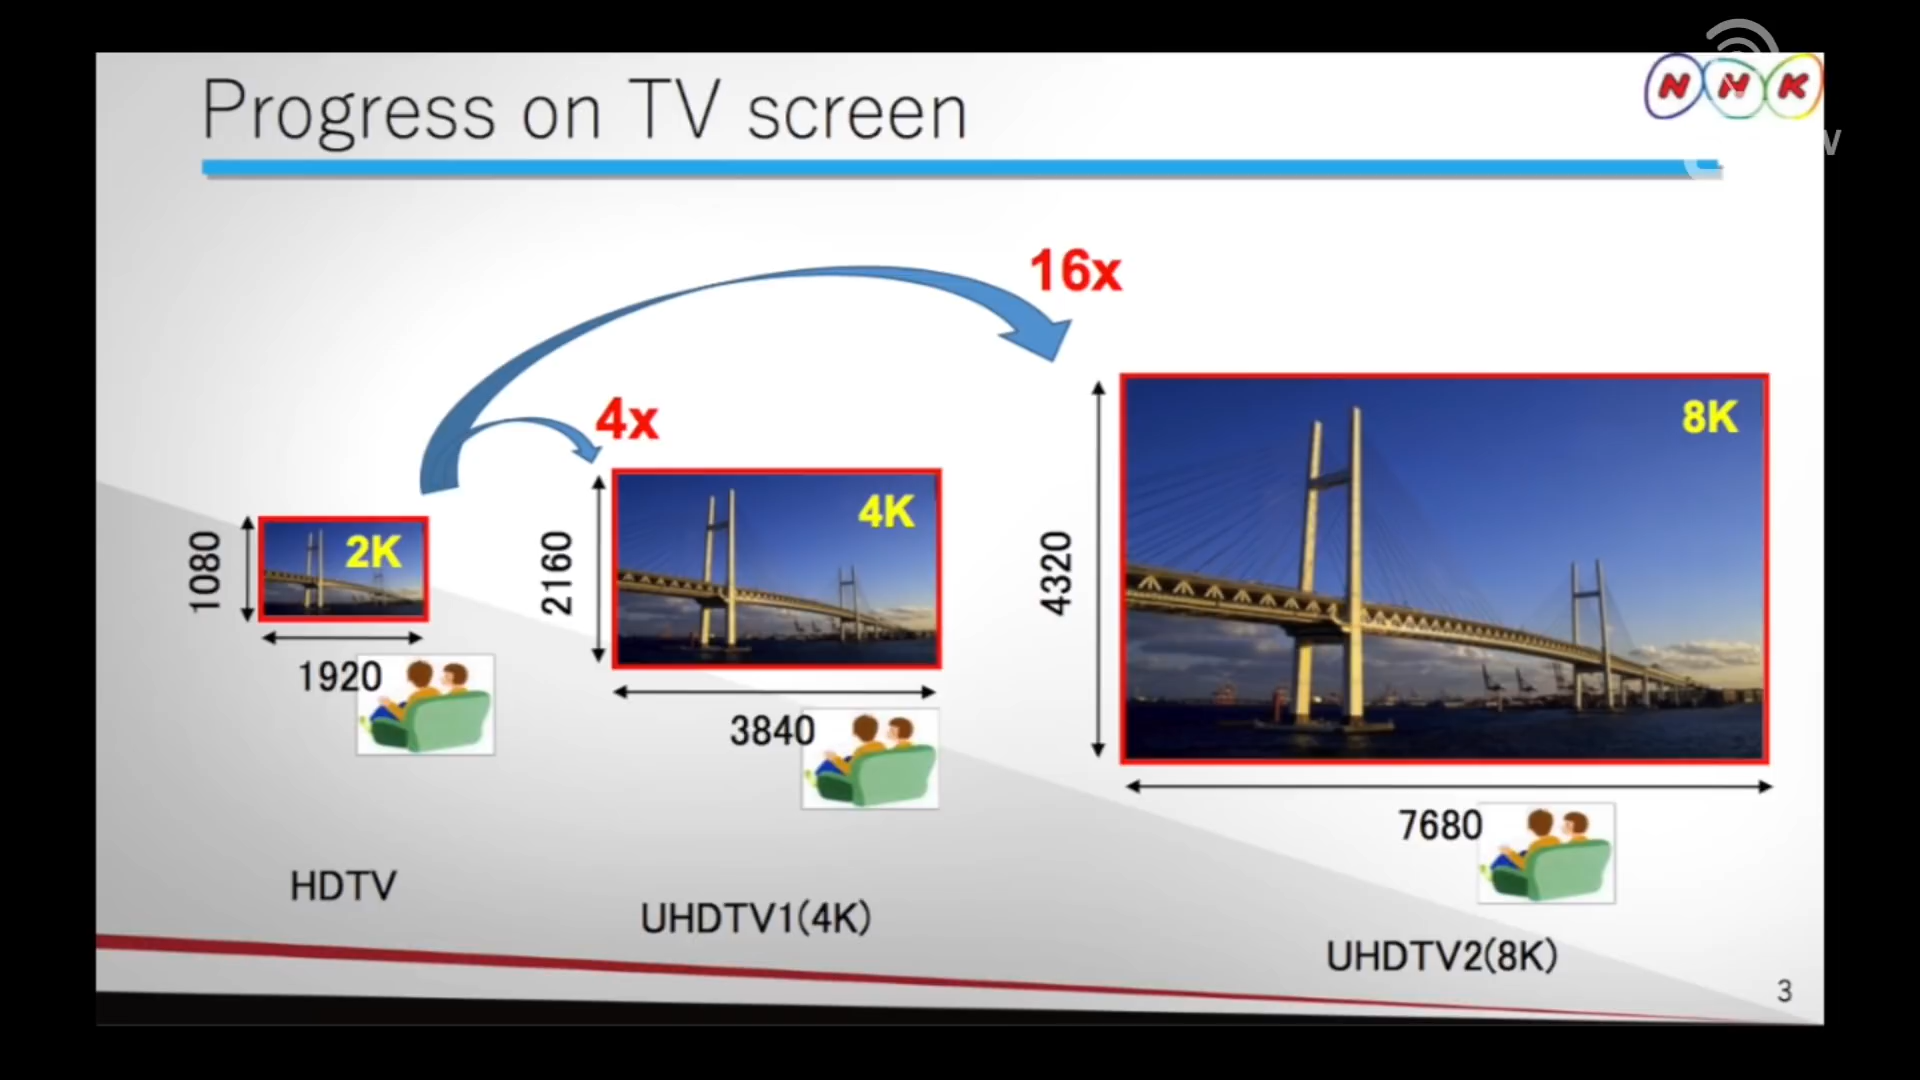 Progress on TV screen
NHK
16x
4x
8K
4K
2K
1080
2160
4320
1920
3840
7680
HDTV
UHDTV1(4K)
UHDTV2(8K)
3